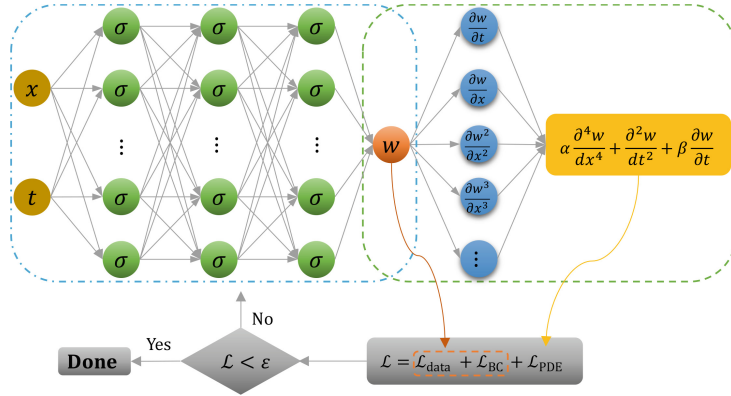 σ σ σ
∂w/∂t
x σ σ σ
∂w/∂x
⋮ ⋮ ⋮
w
∂w²/∂x²
α ∂⁴w/dx⁴ + ∂²w/dt² + β ∂w/∂t
t σ σ σ
∂w³/∂x³
σ σ σ
⋮
No
Yes
Done
ℒ < ε
ℒ = ℒdata + ℒBC + ℒPDE